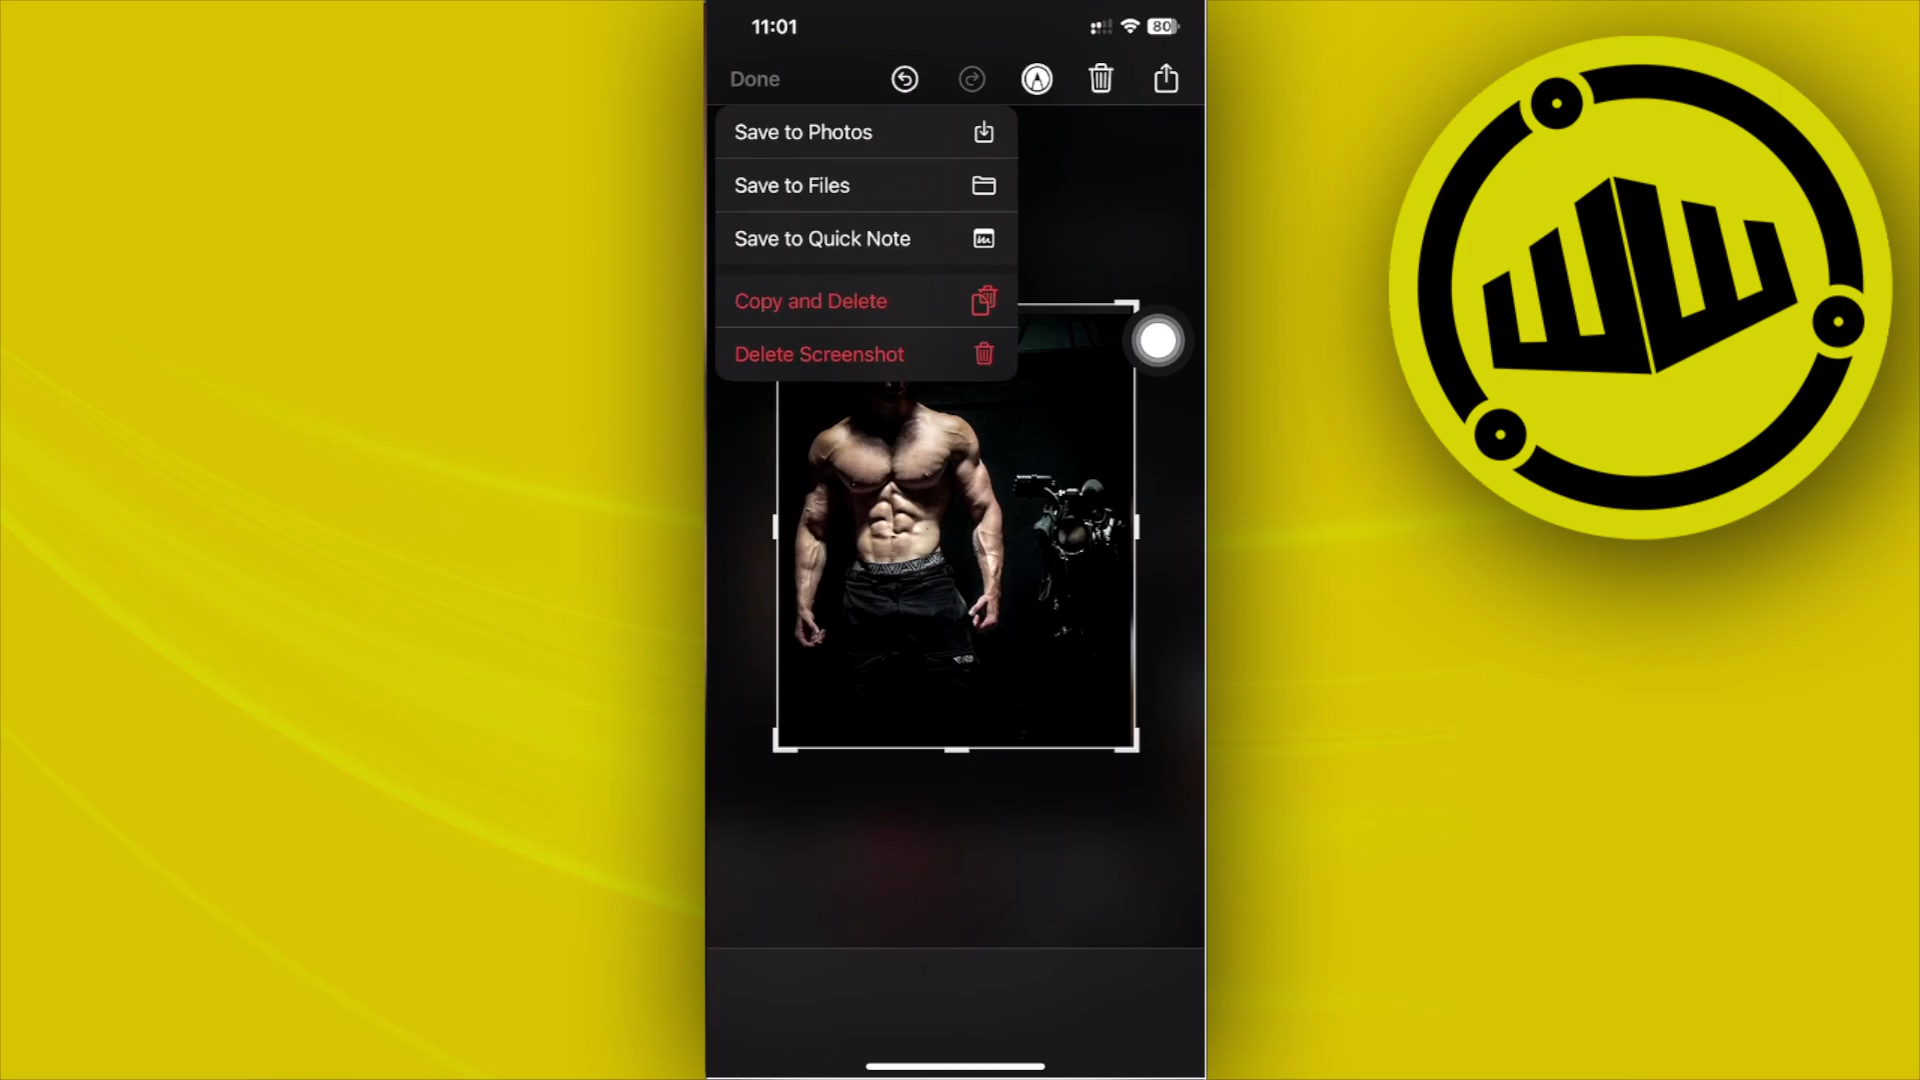 11:01
80
Done
Save to Photos
Save to Files
Save to Quick Note
Copy and Delete
Delete Screenshot